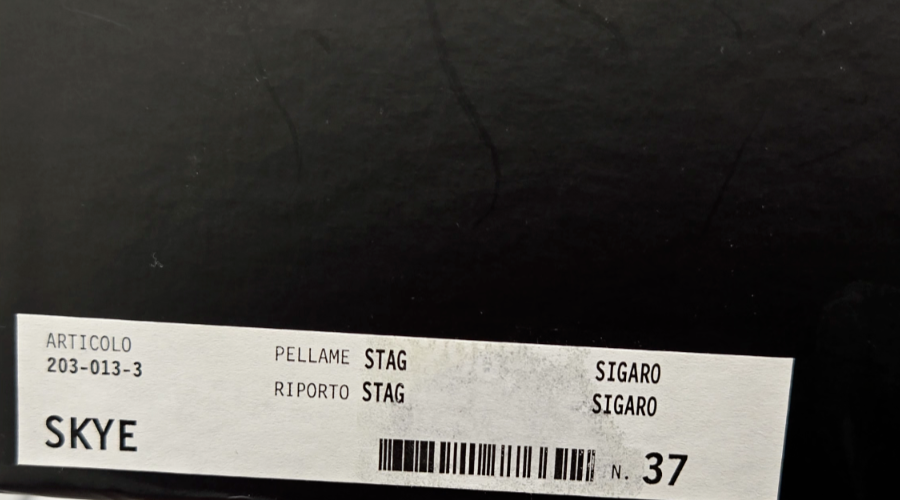 ARTICOLO
203-013-3
PELLAME STAG SIGARO
RIPORTO STAG SIGARO
SKYE
N. 37